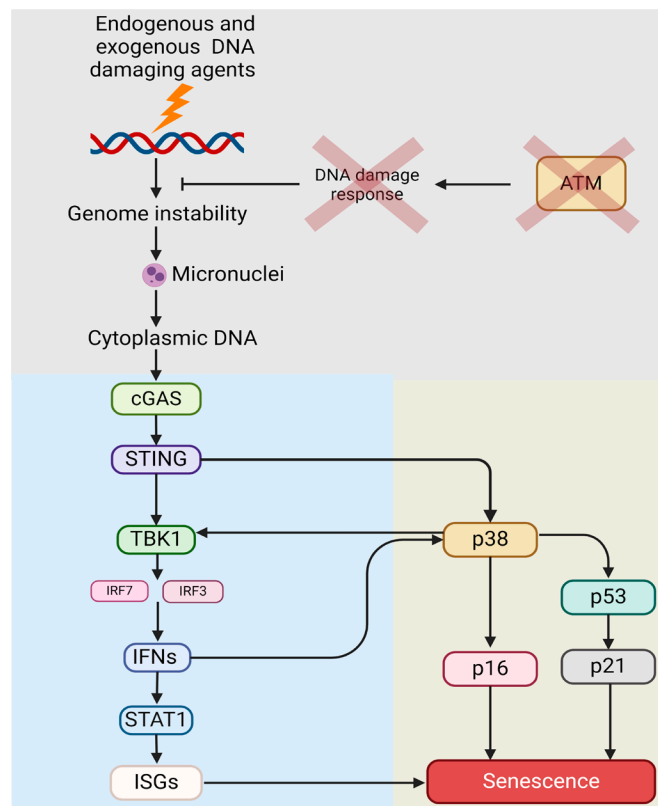 Endogenous and
exogenous DNA
damaging agents
DNA damage
response
ATM
Genome instability
Micronuclei
Cytoplasmic DNA
cGAS
STING
TBK1
p38
IRF7
IRF3
p53
IFNs
p16
p21
STAT1
ISGs
Senescence